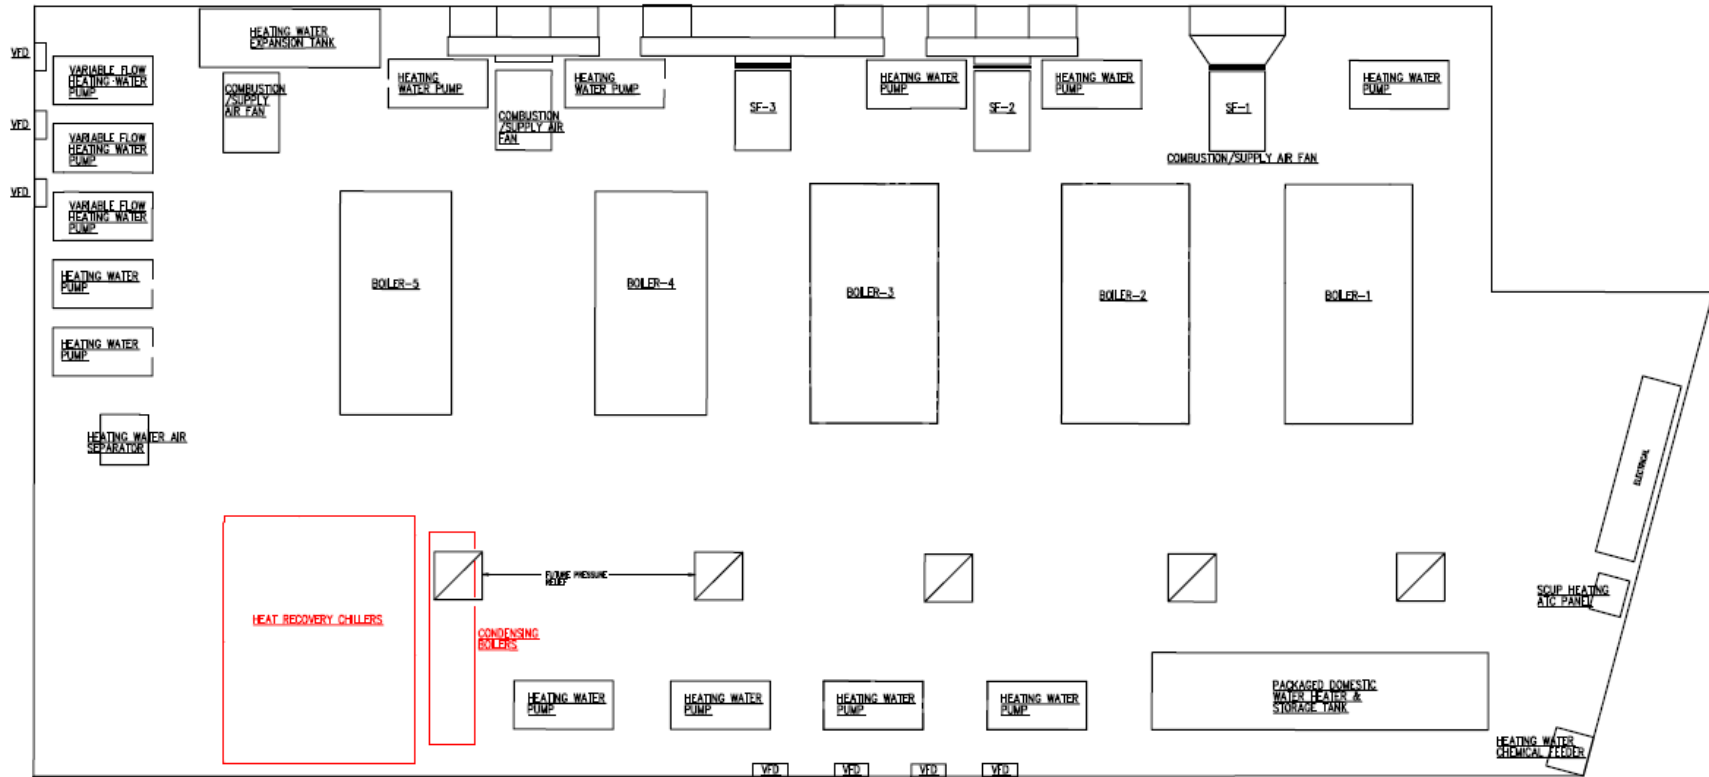 HEATING WATER
EXPANSION TANK
VFD
VARIABLE FLOW
HEATING WATER
PUMP
COMBUSTION
/SUPPLY
AIR FAN
HEATING
WATER PUMP
COMBUSTION
/SUPPLY AIR
FAN
HEATING
WATER PUMP
SF-3
HEATING WATER
PUMP
SF-2
HEATING WATER
PUMP
SF-1
COMBUSTION/SUPPLY AIR FAN
HEATING WATER
PUMP
VFD
VARIABLE FLOW
HEATING WATER
PUMP
VFD
VARIABLE FLOW
HEATING WATER
PUMP
HEATING WATER
PUMP
HEATING WATER
PUMP
BOILER-5
BOILER-4
BOILER-3
BOILER-2
BOILER-1
HEATING WATER AIR
SEPARATOR
ELECTRICAL
FUTURE PRESSURE
RELIEF
SCUP HEATING
ATC PANEL
HEAT RECOVERY CHILLERS
CONDENSING
BOILERS
HEATING WATER
PUMP
HEATING WATER
PUMP
HEATING WATER
PUMP
HEATING WATER
PUMP
PACKAGED DOMESTIC
WATER HEATER &
STORAGE TANK
HEATING WATER
CHEMICAL FEEDER
VFD
VFD
VFD
VFD